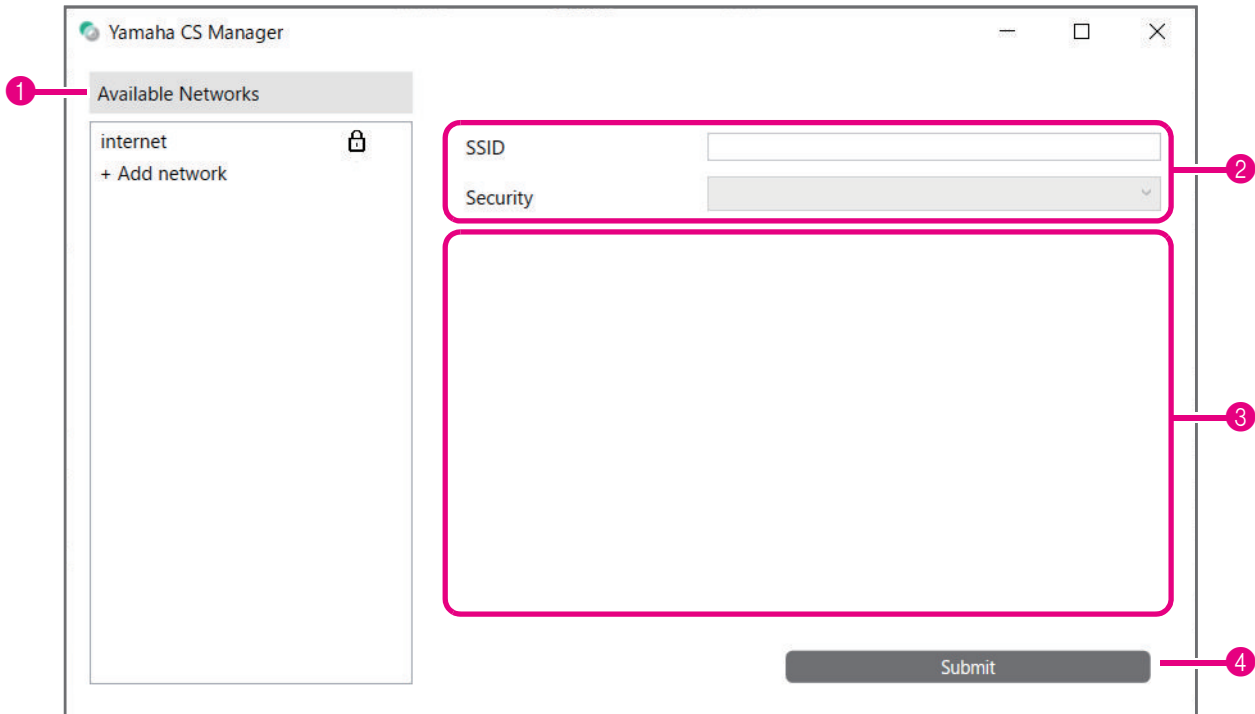 Yamaha CS Manager
1
Available Networks
internet
+ Add network
SSID
Security
2
3
Submit
4